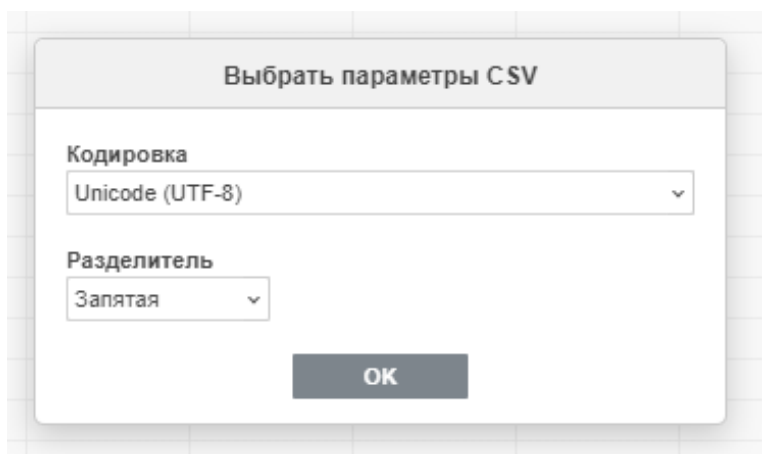 Выбрать параметры CSV
Кодировка
Unicode (UTF-8)
Разделитель
Запятая
OK